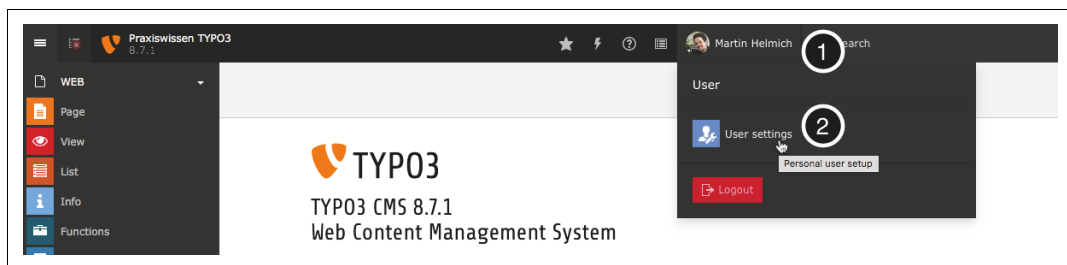 Praxiswissen TYPO3
8.7.1
Martin Helmich
1
WEB
User
Page
View
User settings
2
Personal user setup
List
TYPO3
Logout
Info
TYPO3 CMS 8.7.1
Functions
Web Content Management System